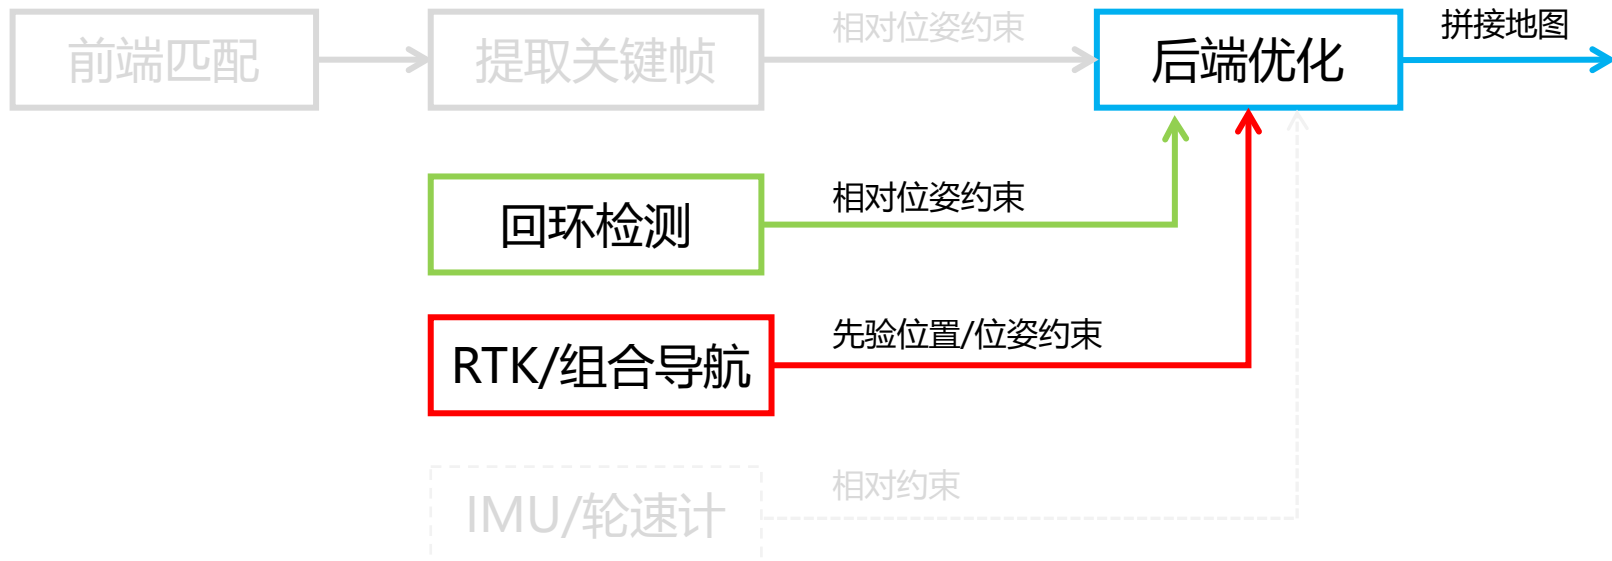 前端匹配
提取关键帧
相对位姿约束
后端优化
拼接地图
回环检测
相对位姿约束
RTK/组合导航
先验位置/位姿约束
IMU/轮速计
相对约束